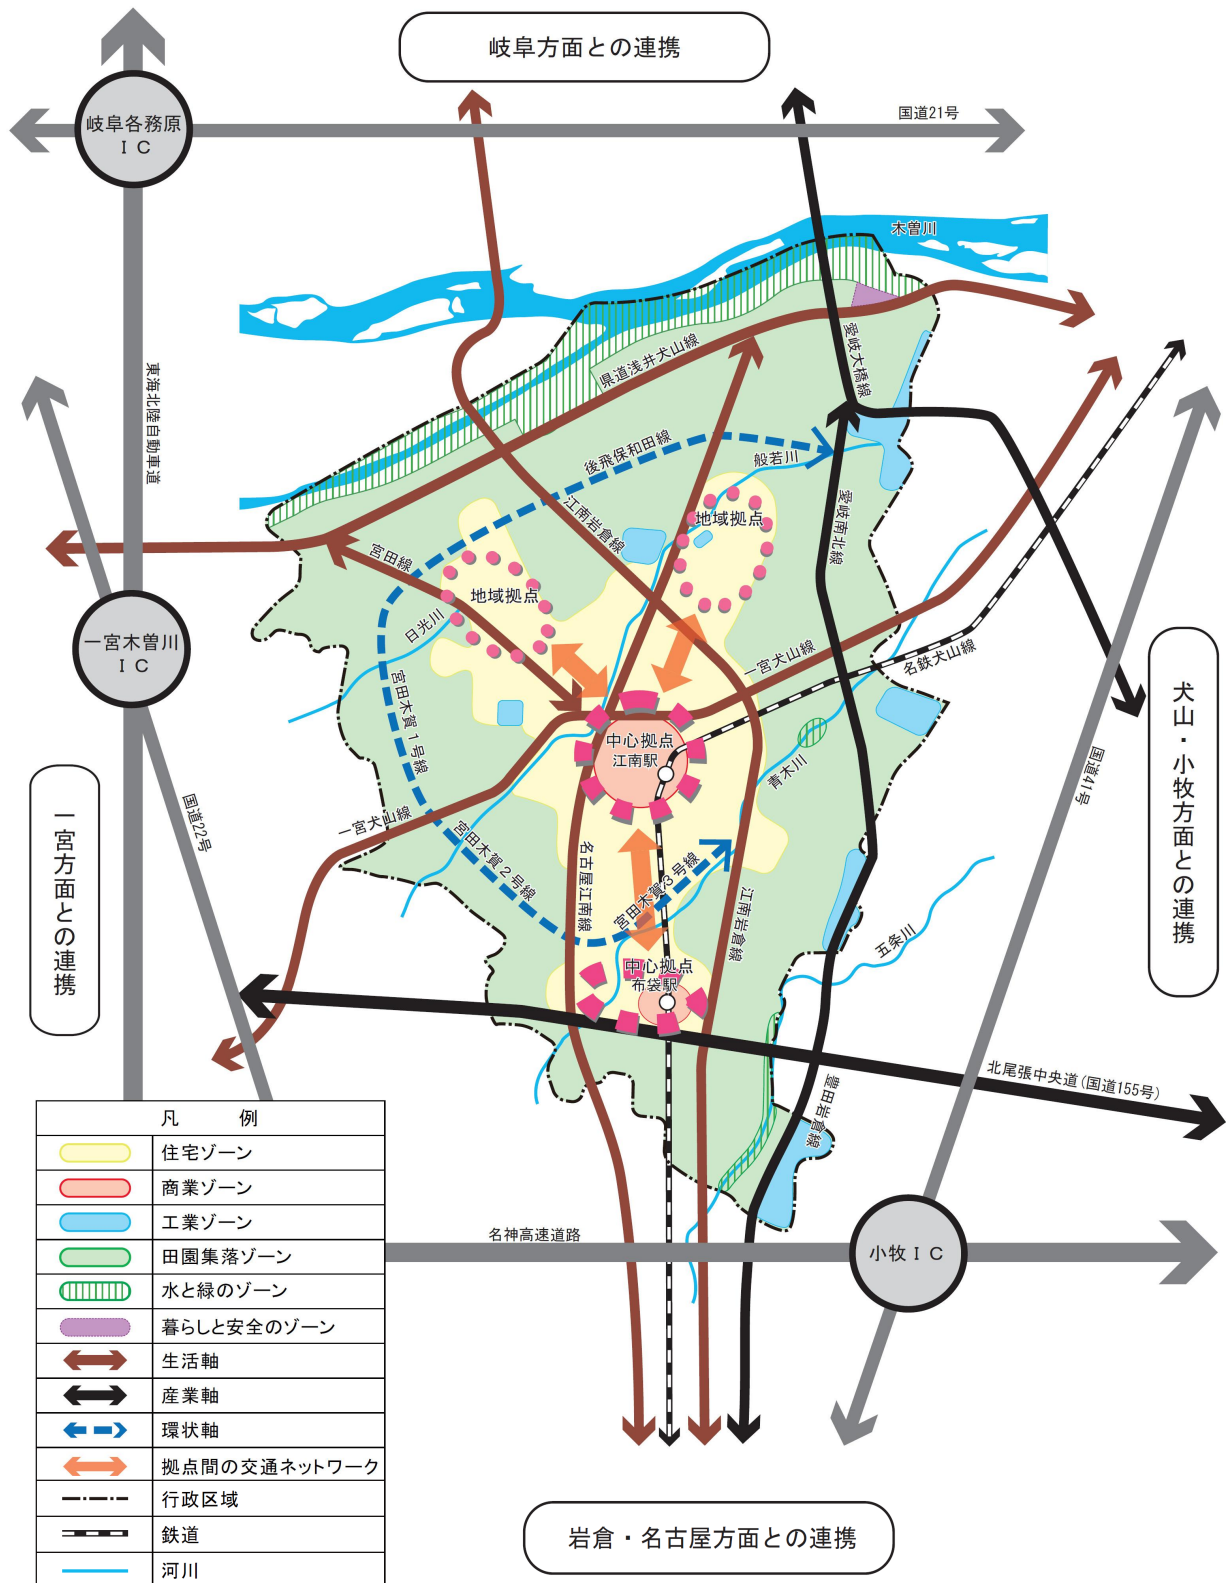 岐阜方面との連携
国道21号
岐阜各務原
ＩＣ
木曽川
東海北陸自動車道
愛岐大橋線
県道浅井犬山線
後飛保和田線
般若川
江南岩倉線
地域拠点
愛岐南北線
宮田線
地域拠点
日光川
一宮木曽川
ＩＣ
一宮犬山線
名鉄犬山線
宮田木賀１号線
中心拠点
江南駅
青木川
国道41号
犬山・小牧方面との連携
国道22号
一宮方面との連携
一宮犬山線
宮田木賀２号線
名古屋江南線
宮田木賀３号線
江南岩倉線
五条川
中心拠点
布袋駅
北尾張中央道(国道155号)
豊田岩倉線
名神高速道路
小牧ＩＣ
凡　例
住宅ゾーン
商業ゾーン
工業ゾーン
田園集落ゾーン
水と緑のゾーン
暮らしと安全のゾーン
生活軸
産業軸
環状軸
拠点間の交通ネットワーク
行政区域
鉄道
河川
岩倉・名古屋方面との連携